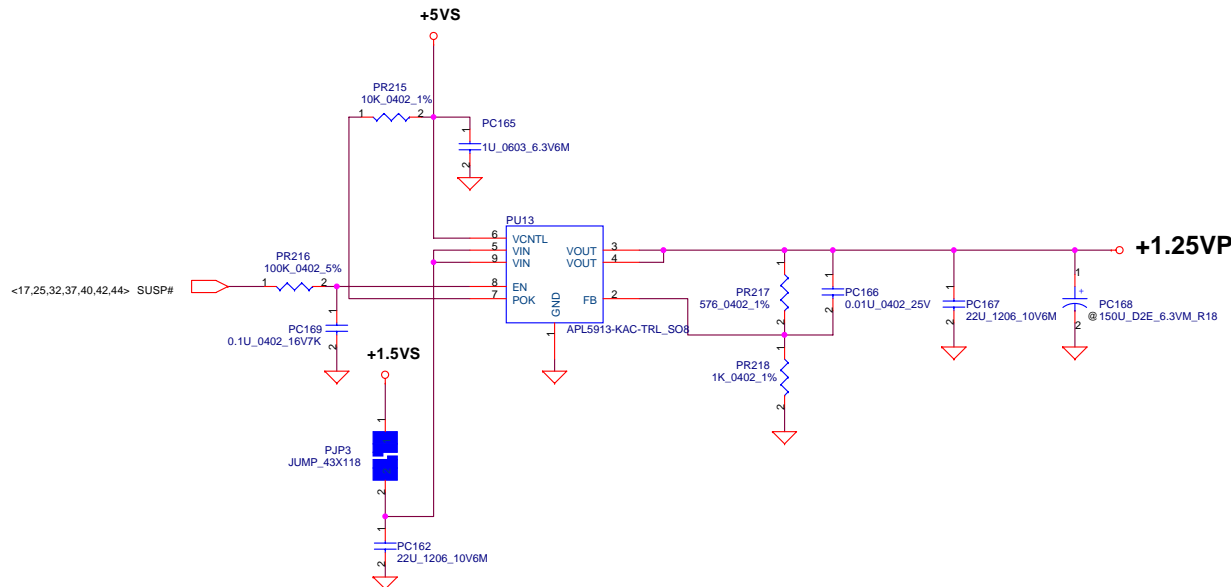 +5VS
PR215
10K_0402_1%
1 2
PC165
1U_0603_6.3V6M
1
2
PU13
6 VCNTL
5 VIN
9 VIN
8 EN
7 POK
GND
1
VOUT 3
VOUT 4
FB 2
APL5913-KAC-TRL_SO8
+1.25VP
PR216
100K_0402_5%
1 2
<17,25,32,37,40,42,44> SUSP#
PC169
0.1U_0402_16V7K
1
2
PR217
576_0402_1%
1
2
PC166
0.01U_0402_25V
1
2
PC167
22U_1206_10V6M
1
2
1
+
PC168
@150U_D2E_6.3VM_R18
2
PR218
1K_0402_1%
1
2
+1.5VS
1
PJP3
JUMP_43X118
1
2
2
1
PC162
22U_1206_10V6M
2